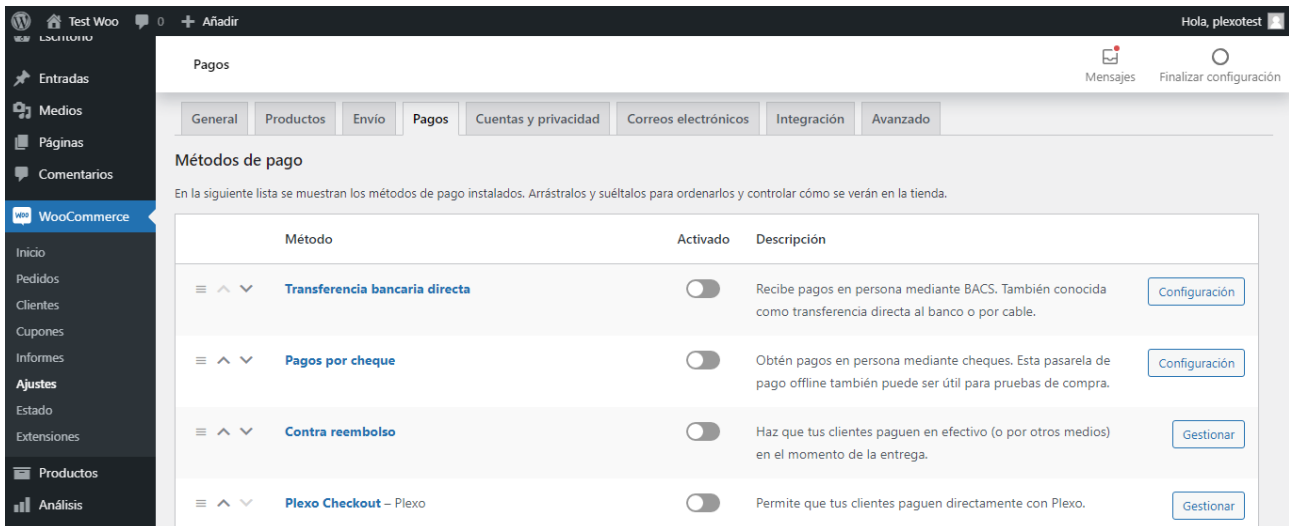 Test Woo 0 Añadir Hola, plexotest
Escritorio
Entradas
Medios
Páginas
Comentarios
WOO WooCommerce
Inicio
Pedidos
Clientes
Cupones
Informes
Ajustes
Estado
Extensiones
Productos
Análisis
Pagos
Mensajes Finalizar configuración
General Productos Envío Pagos Cuentas y privacidad Correos electrónicos Integración Avanzado
Métodos de pago
En la siguiente lista se muestran los métodos de pago instalados. Arrástralos y suéltalos para ordenarlos y controlar cómo se verán en la tienda.
Método Activado Descripción
Transferencia bancaria directa
Recibe pagos en persona mediante BACS. También conocida
como transferencia directa al banco o por cable.
Configuración
Pagos por cheque
Obtén pagos en persona mediante cheques. Esta pasarela de
pago offline también puede ser útil para pruebas de compra.
Configuración
Contra reembolso
Haz que tus clientes paguen en efectivo (o por otros medios)
en el momento de la entrega.
Gestionar
Plexo Checkout – Plexo
Permite que tus clientes paguen directamente con Plexo.
Gestionar